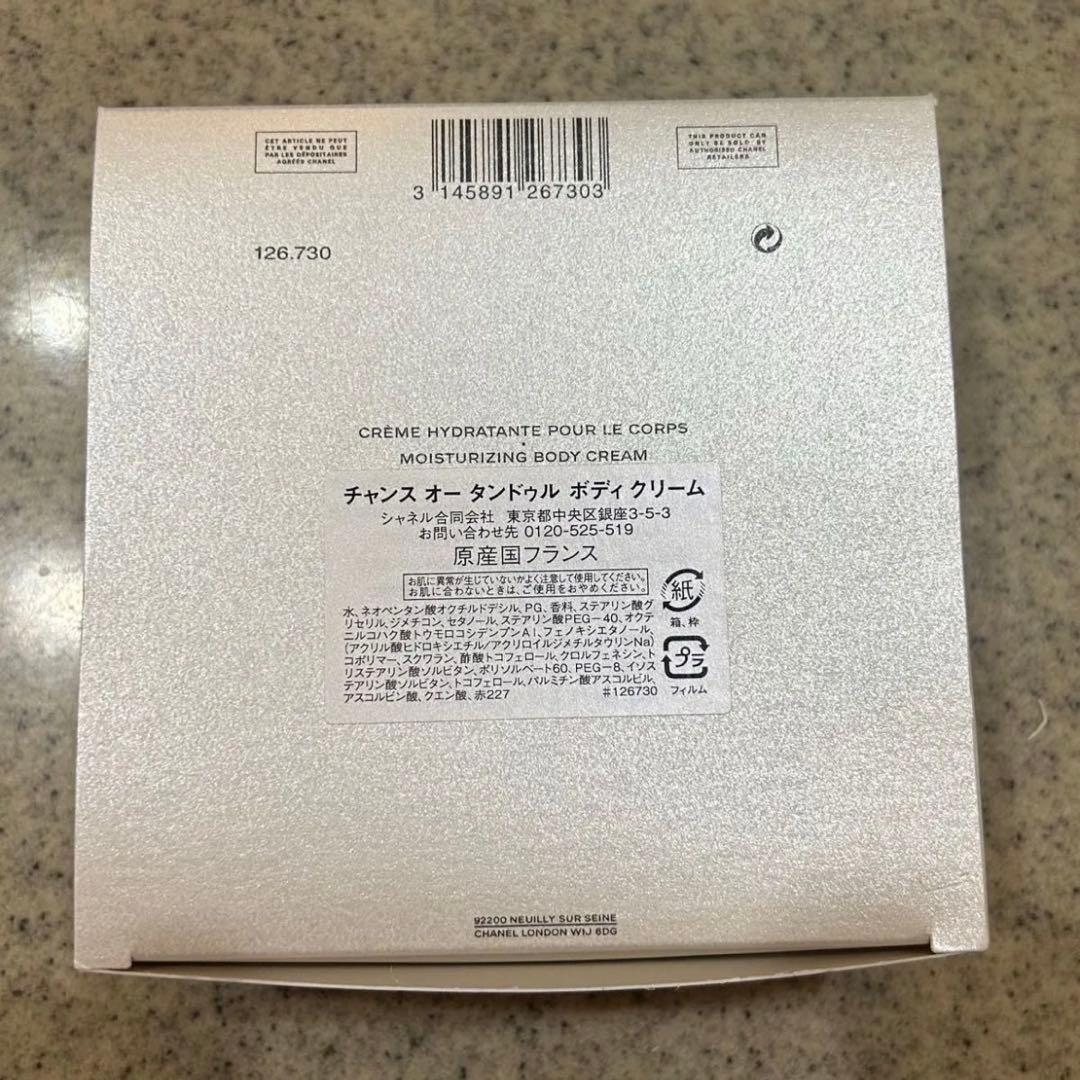 CET ARTICLE NE PEUT
ÊTRE VENDU QUE
PAR LES DÉPOSITAIRES
AGRÉÉS CHANEL
3 145891 267303
THIS PRODUCT CAN
ONLY BE SOLD BY
AUTHORISED CHANEL
RETAILERS
126.730
CRÈME HYDRATANTE POUR LE CORPS
MOISTURIZING BODY CREAM
チャンス オー タンドゥル ボディ クリーム
シャネル合同会社 東京都中央区銀座3-5-3
お問い合わせ先 0120-525-519
原産国フランス
お肌に異常が生じていないかよく注意して使用してください。
お肌に合わないときは、ご使用をおやめください。
水、ネオペンタン酸オクチルドデシル、PG、香料、ステアリン酸グ
リセリル、ジメチコン、セタノール、ステアリン酸PEG-40、オクテ
ニルコハク酸トウモロコシデンプンAl、フェノキシエタノール、
(アクリル酸ヒドロキシエチル/アクリロイルジメチルタウリンNa)
コポリマー、スクワラン、酢酸トコフェロール、クロルフェネシン、ト
リステアリン酸ソルビタン、ポリソルベート60、PEG-8、イソス
テアリン酸ソルビタン、トコフェロール、パルミチン酸アスコルビル、
アスコルビン酸、クエン酸、赤227
#126730
紙
箱、枠
プラ
フィルム
92200 NEUILLY SUR SEINE
CHANEL LONDON W1J 6DG